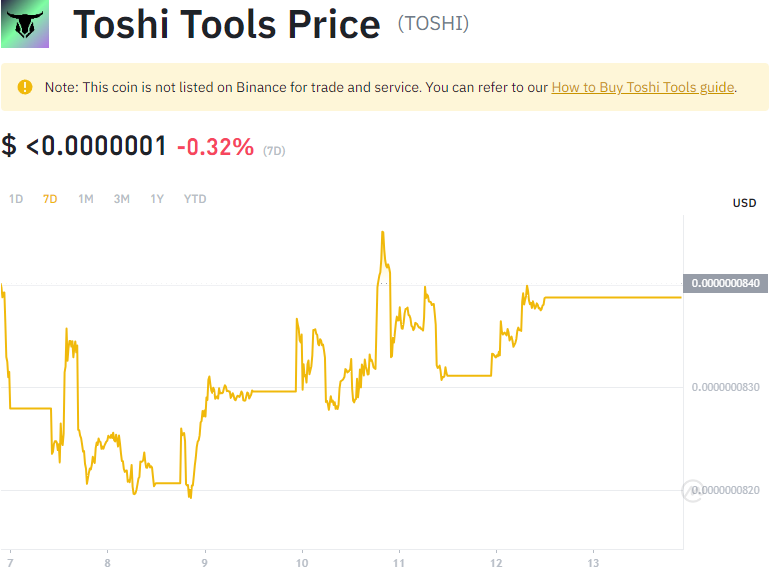 Toshi Tools Price (TOSHI)
Note: This coin is not listed on Binance for trade and service. You can refer to our How to Buy Toshi Tools guide.
$ <0.0000001 -0.32% (7D)
1D 7D 1M 3M 1Y YTD
USD
0.0000000840
0.0000000830
0.0000000820
7 8 9 10 11 12 13